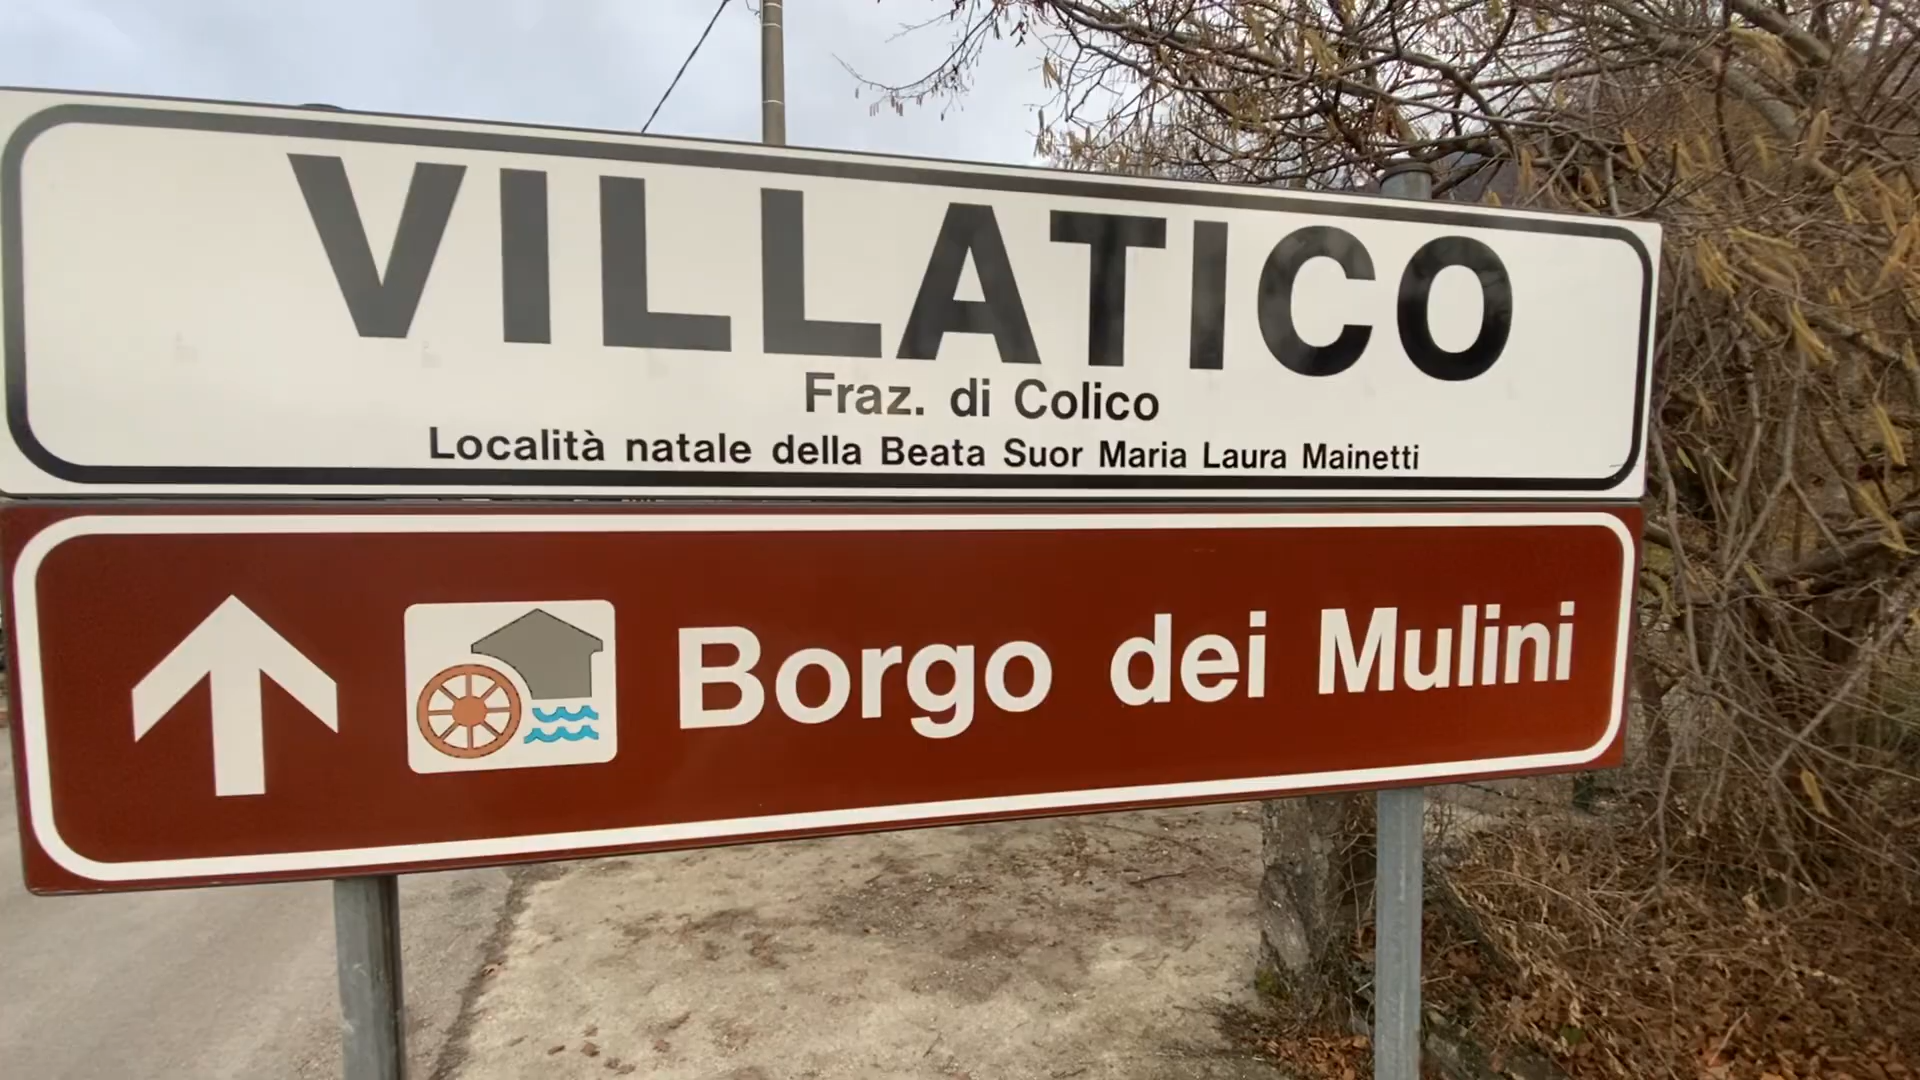 VILLATICO
Fraz. di Colico
Località natale della Beata Suor Maria Laura Mainetti
Borgo dei Mulini